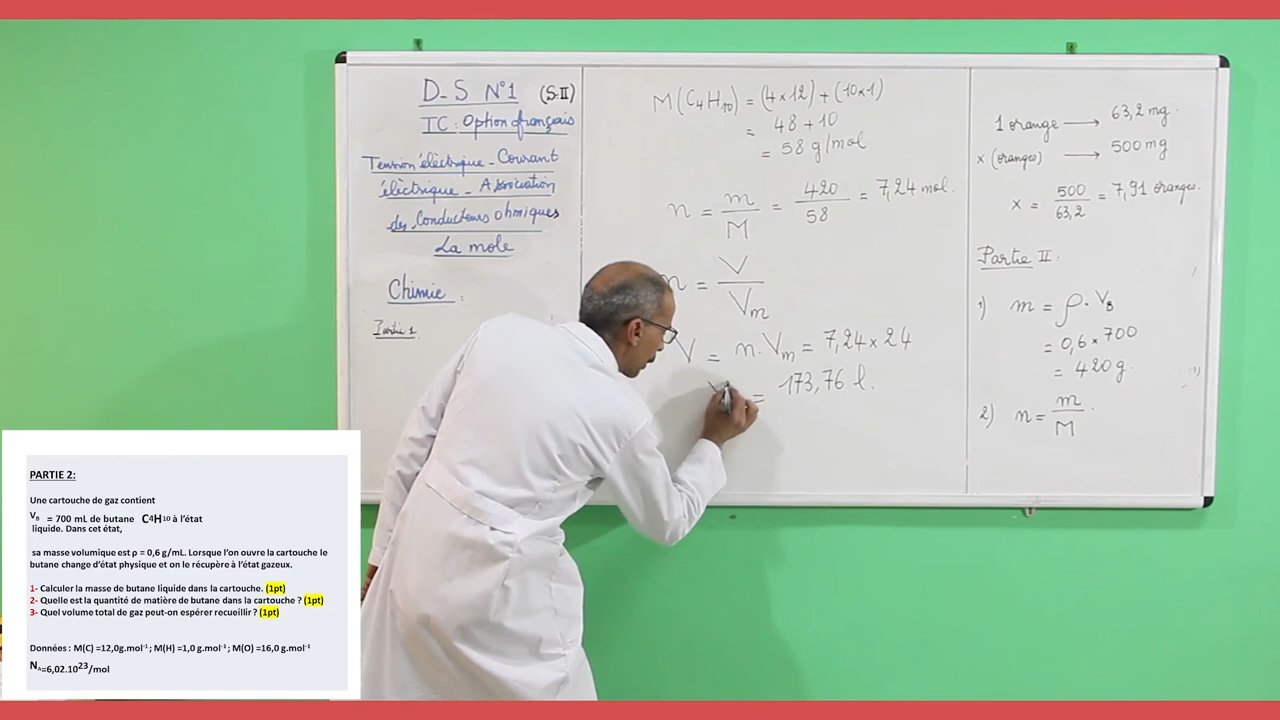 D-S N°1 (S:II)
TC: Option français
Tension éléctrique - Courant
éléctrique - Association
des Conducteurs Ohmiques
La mole
Chimie :
Partie 1
M(C₄H₁₀) = (4×12) + (10×1)
= 48 + 10
= 58 g/mol
n = m/M = 420/58 = 7,24 mol.
n = V/Vm
V = n.Vm = 7,24 × 24
= 173,76 l.
1 orange → 63,2 mg.
x (oranges) → 500 mg
x = 500/63,2 = 7,91 oranges.
Partie II.
1) m = ρ. V_B
= 0,6 × 700
= 420 g.
2) n = m/M.
PARTIE 2:
Une cartouche de gaz contient
V_B = 700 mL de butane C4H10 à l'état
liquide. Dans cet état,
sa masse volumique est ρ = 0,6 g/mL. Lorsque l'on ouvre la cartouche le
butane change d'état physique et on le récupère à l'état gazeux.
1- Calculer la masse de butane liquide dans la cartouche. (1pt)
2- Quelle est la quantité de matière de butane dans la cartouche ? (1pt)
3- Quel volume total de gaz peut-on espérer recueillir ? (1pt)
Données : M(C) =12,0g.mol⁻¹ ; M(H) =1,0 g.mol⁻¹ ; M(O) =16,0 g.mol⁻¹
N_A=6,02.10²³/mol